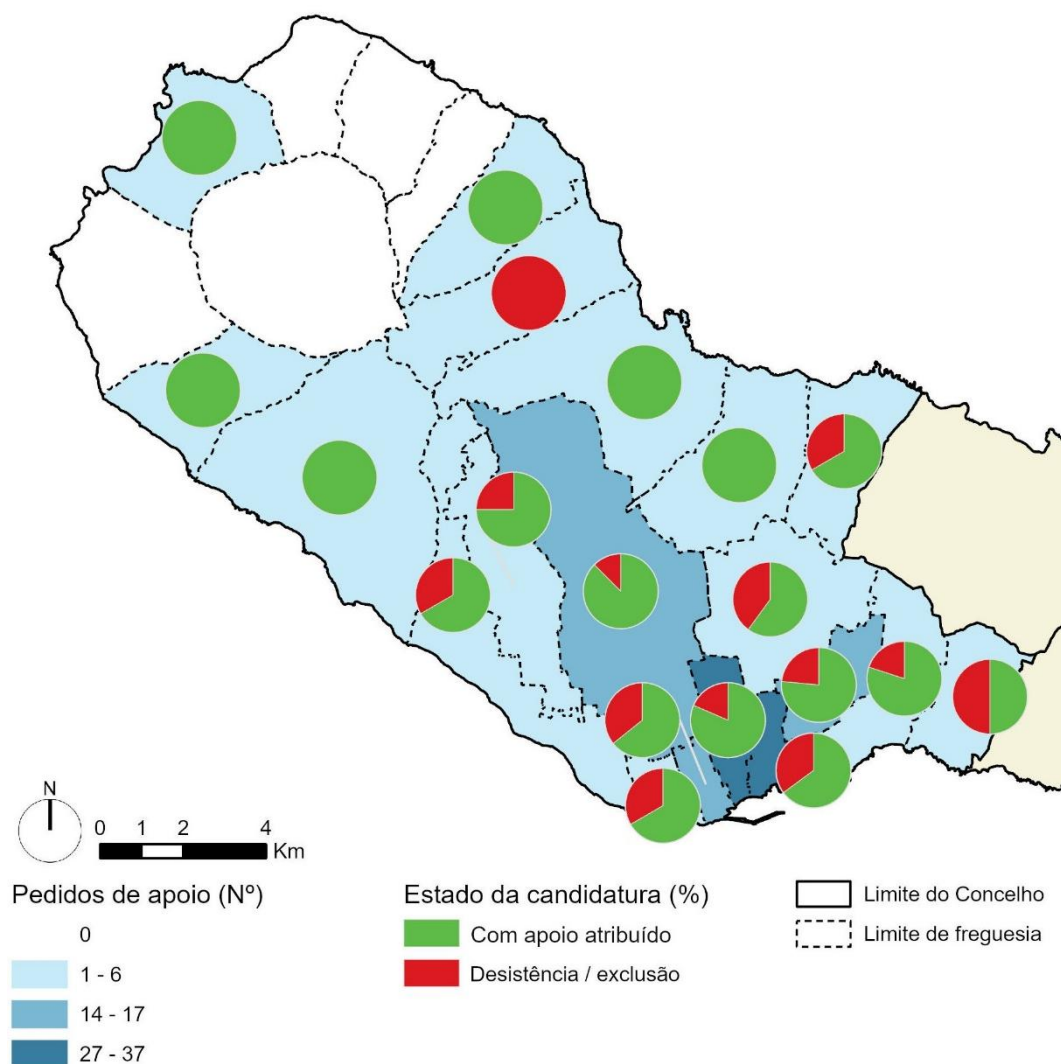 N
0 1 2 4
Km
Pedidos de apoio (Nº)
0
1 - 6
14 - 17
27 - 37
Estado da candidatura (%)
Com apoio atribuído
Desistência / exclusão
Limite do Concelho
Limite de freguesia